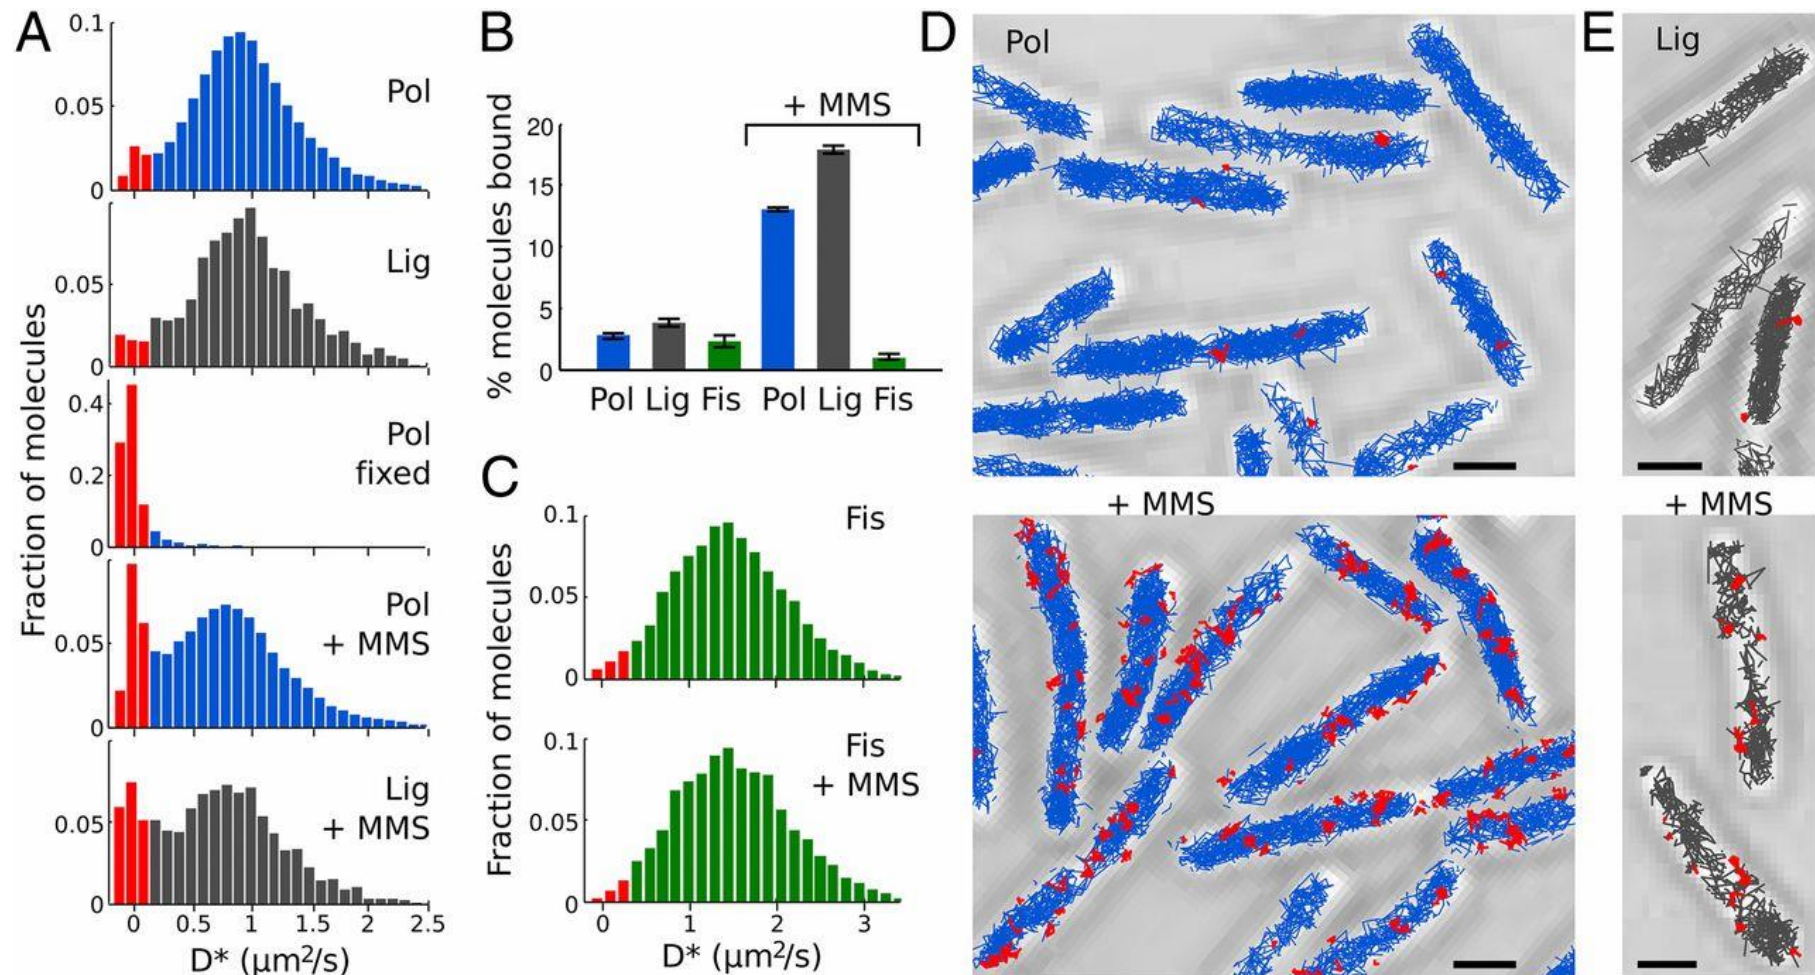 A
0.1
0.05
0
Pol
0.05
0
Lig
0.4
0.2
0
Pol
fixed
0.05
0
Pol
+ MMS
0.05
0
Lig
+ MMS
0 0.5 1 1.5 2 2.5
D* (µm²/s)
Fraction of molecules
B
+ MMS
20
15
10
5
0
% molecules bound
Pol Lig Fis Pol Lig Fis
C
0.1
0.05
0
Fis
0.1
0.05
0
Fis
+ MMS
0 1 2 3
D* (µm²/s)
Fraction of molecules
D
Pol
+ MMS
E
Lig
+ MMS